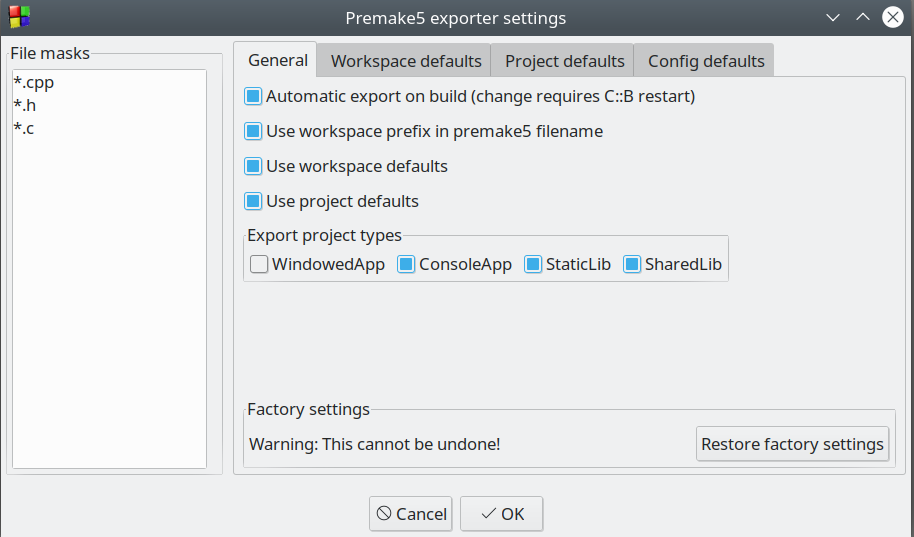 Premake5 exporter settings
File masks
*.cpp
*.h
*.c
General Workspace defaults Project defaults Config defaults
Automatic export on build (change requires C::B restart)
Use workspace prefix in premake5 filename
Use workspace defaults
Use project defaults
Export project types
WindowedApp ConsoleApp StaticLib SharedLib
Factory settings
Warning: This cannot be undone! Restore factory settings
Cancel OK